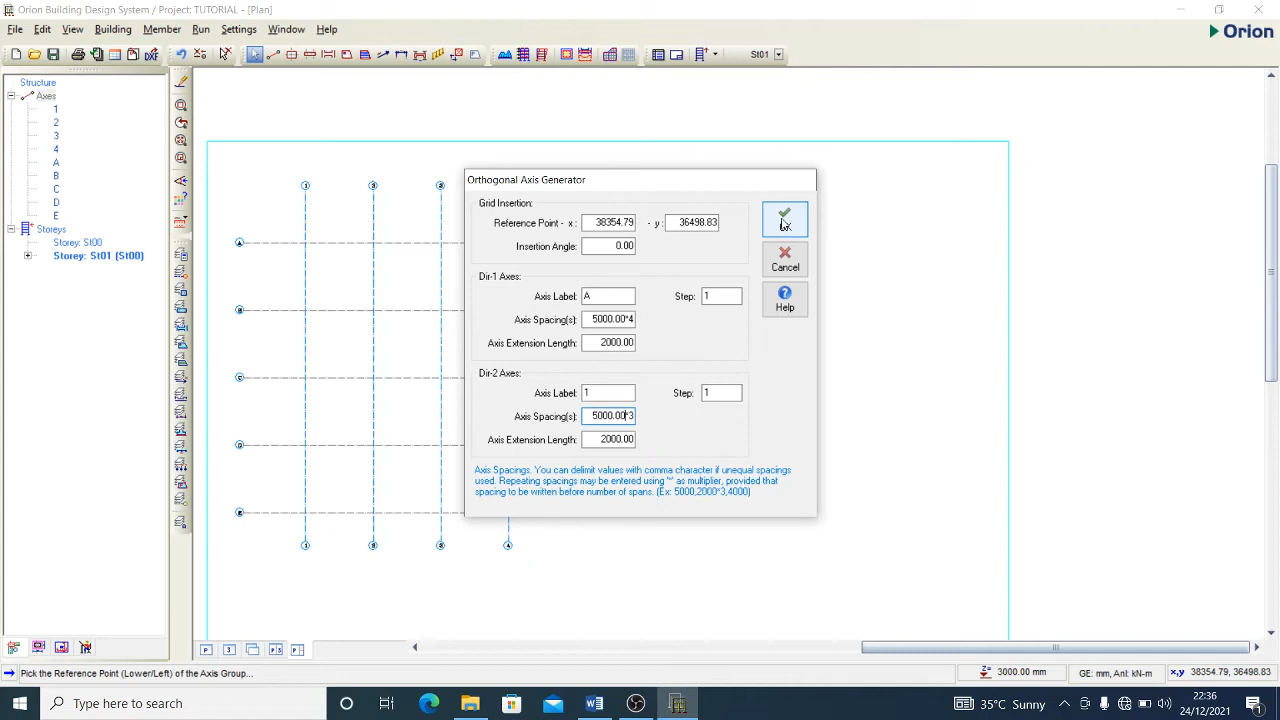 Orion Building Design System / Project: TUTORIAL - [Plan]
File Edit View Building Member Run Settings Window Help
Orion
DXF
St01
Structure
Axes
1
2
3
4
A
B
C
D
E
Storeys
Storey: St00
Storey: St01 (St00)
Orthogonal Axis Generator
Grid Insertion:
Reference Point - x : 38354.79 - y : 36498.83
Insertion Angle: 0.00
Dir-1 Axes:
Axis Label: A Step: 1
Axis Spacing(s): 5000.00*4
Axis Extension Length: 2000.00
Dir-2 Axes:
Axis Label: 1 Step: 1
Axis Spacing(s): 5000.00*3
Axis Extension Length: 2000.00
Axis Spacings. You can delimit values with comma character if unequal spacings
used. Repeating spacings may be entered using '*' as multiplier, provided that
spacing to be written before number of spans. (Ex: 5000,2000*3,4000)
Cancel
Help
Pick the Reference Point (Lower/Left) of the Axis Group...
Z= 3000.00 mm
GE: mm, Anl: kN-m
x,y 38354.79, 36498.83
Type here to search
35°C Sunny
22:36
24/12/2021